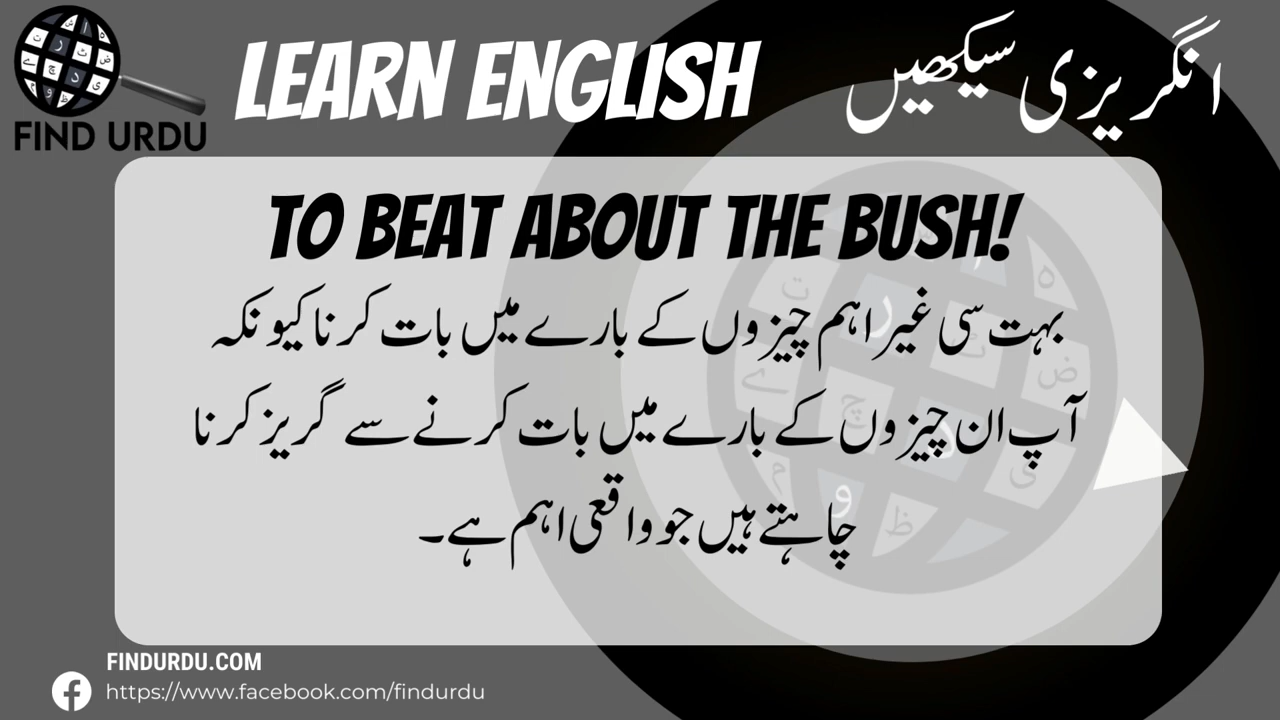 FIND URDU
LEARN ENGLISH
انگریزی سیکھیں
TO BEAT ABOUT THE BUSH!
بہت سی غیر اہم چیزوں کے بارے میں بات کرنا کیونکہ
آپ ان چیزوں کے بارے میں بات کرنے سے گریز کرنا
چاہتے ہیں جو واقعی اہم ہے۔
FINDURDU.COM
https://www.facebook.com/findurdu